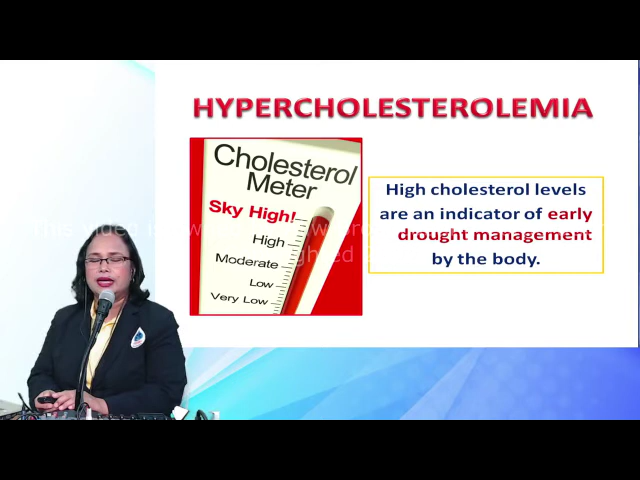 HYPERCHOLESTEROLEMIA
Cholesterol
Meter
Sky High!
High
Moderate
Low
Very Low
High cholesterol levels
are an indicator of early
drought management
by the body.